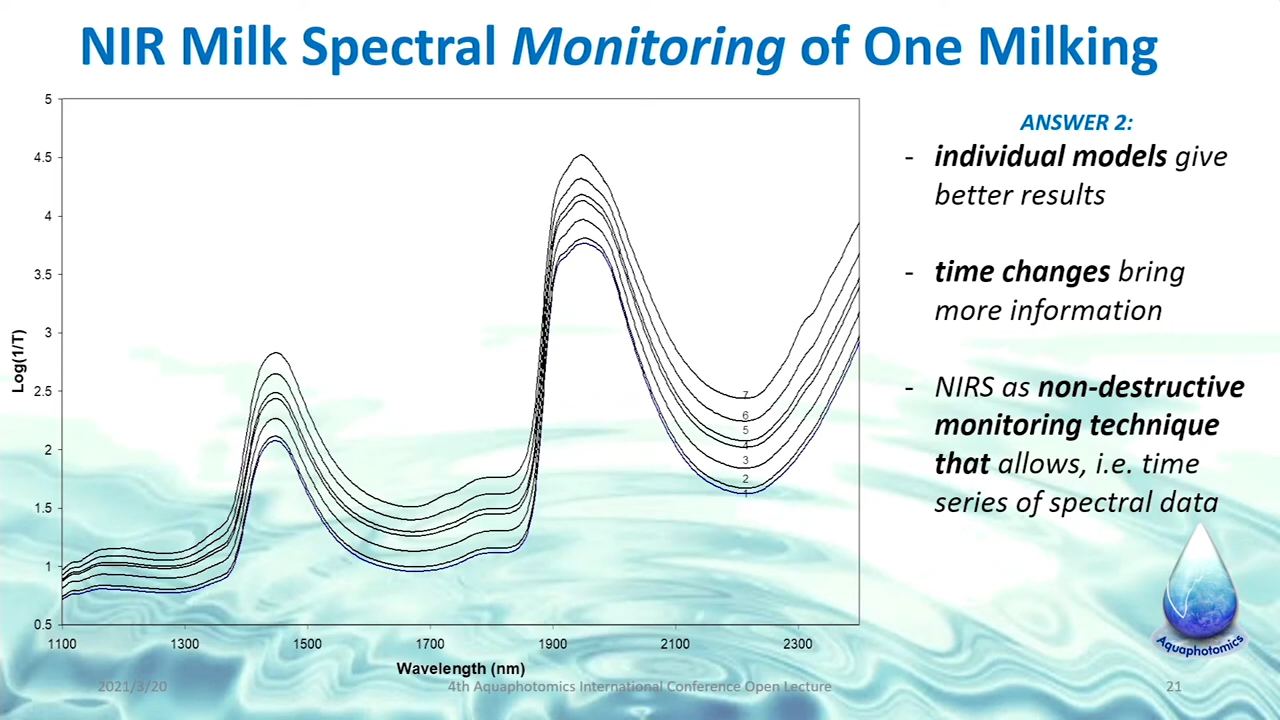 NIR Milk Spectral Monitoring of One Milking
5
4.5
4
3.5
3
2.5
2
1.5
1
0.5
Log(1/T)
7
6
5
4
3
2
1
1100 1300 1500 1700 1900 2100 2300
Wavelength (nm)
ANSWER 2:
- individual models give
better results
- time changes bring
more information
- NIRS as non-destructive
monitoring technique
that allows, i.e. time
series of spectral data
Aquaphotomics
2021/3/20 4th Aquaphotomics International Conference Open Lecture 21